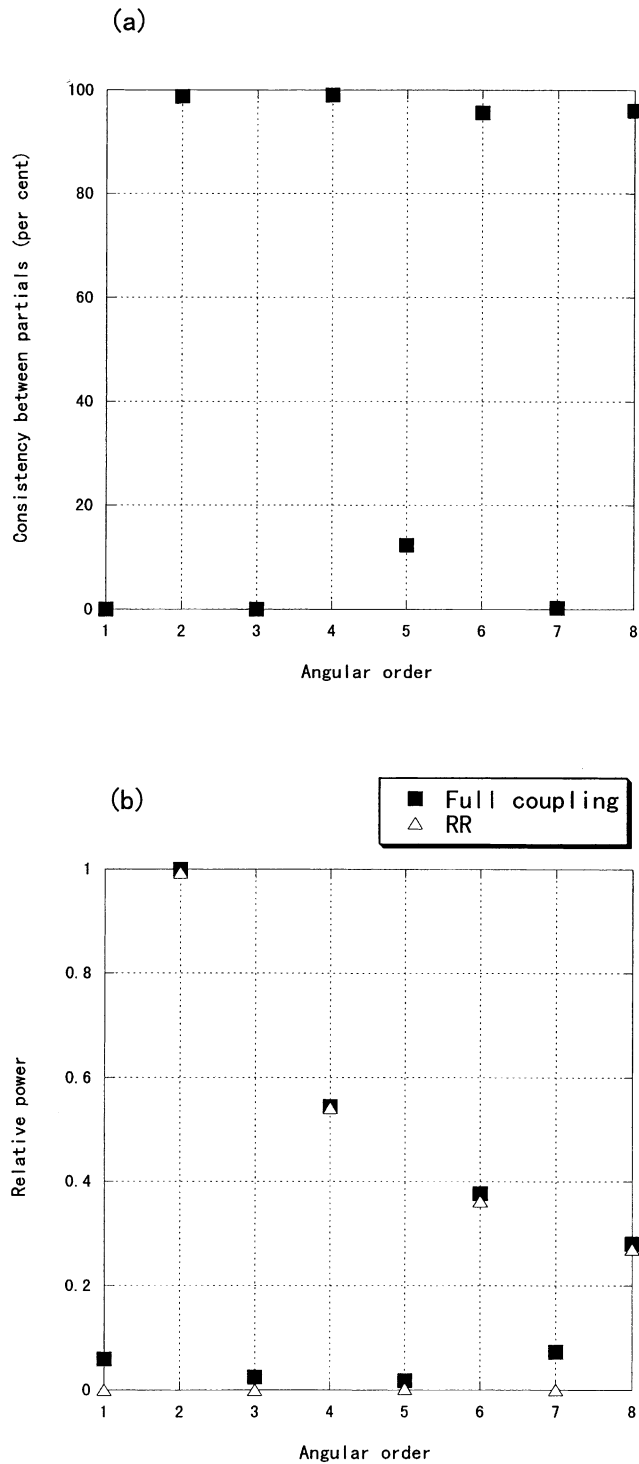 (a)
Consistency between partials (per cent)
100
80
60
40
20
0
1 2 3 4 5 6 7 8
Angular order
(b)
Full coupling
RR
Relative power
1
0.8
0.6
0.4
0.2
0
1 2 3 4 5 6 7 8
Angular order